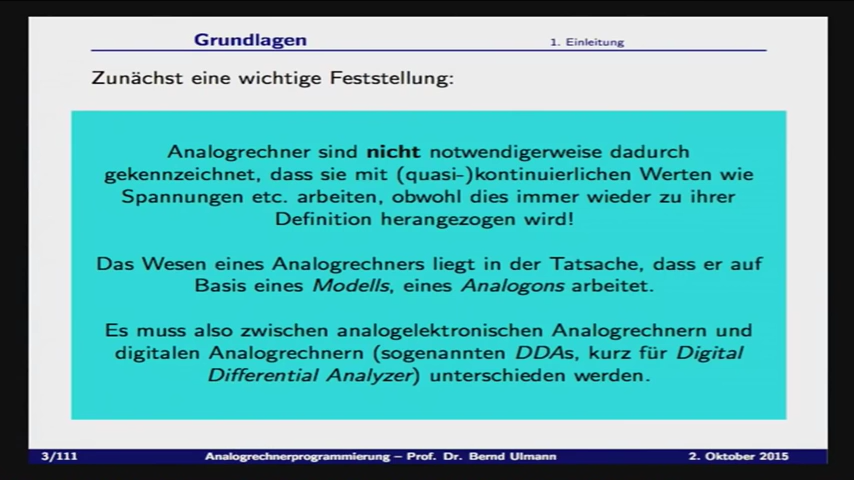 Grundlagen
1. Einleitung
Zunächst eine wichtige Feststellung:
Analogrechner sind nicht notwendigerweise dadurch
gekennzeichnet, dass sie mit (quasi-)kontinuierlichen Werten wie
Spannungen etc. arbeiten, obwohl dies immer wieder zu ihrer
Definition herangezogen wird!
Das Wesen eines Analogrechners liegt in der Tatsache, dass er auf
Basis eines Modells, eines Analogons arbeitet.
Es muss also zwischen analogelektronischen Analogrechnern und
digitalen Analogrechnern (sogenannten DDAs, kurz für Digital
Differential Analyzer) unterschieden werden.
3/111
Analogrechnerprogrammierung – Prof. Dr. Bernd Ulmann
2. Oktober 2015